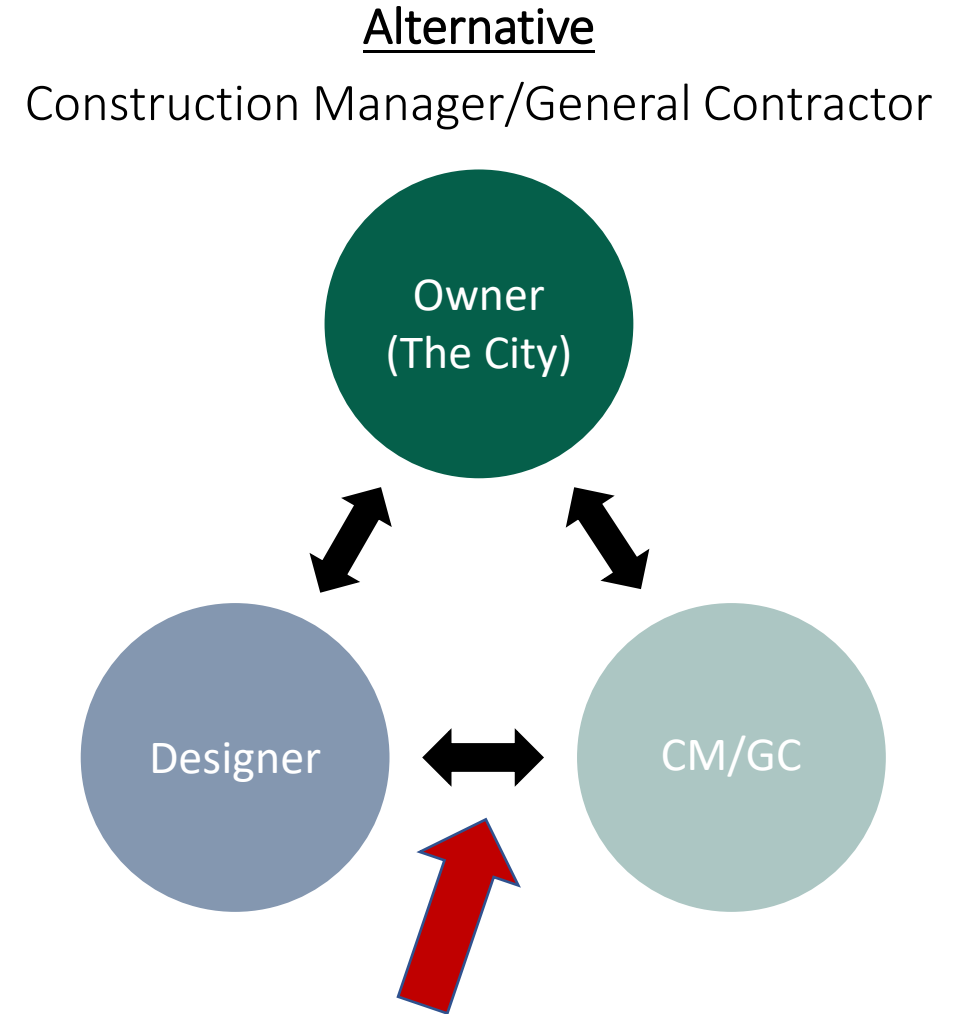 Alternative
Construction Manager/General Contractor
Owner
(The City)
Designer
CM/GC